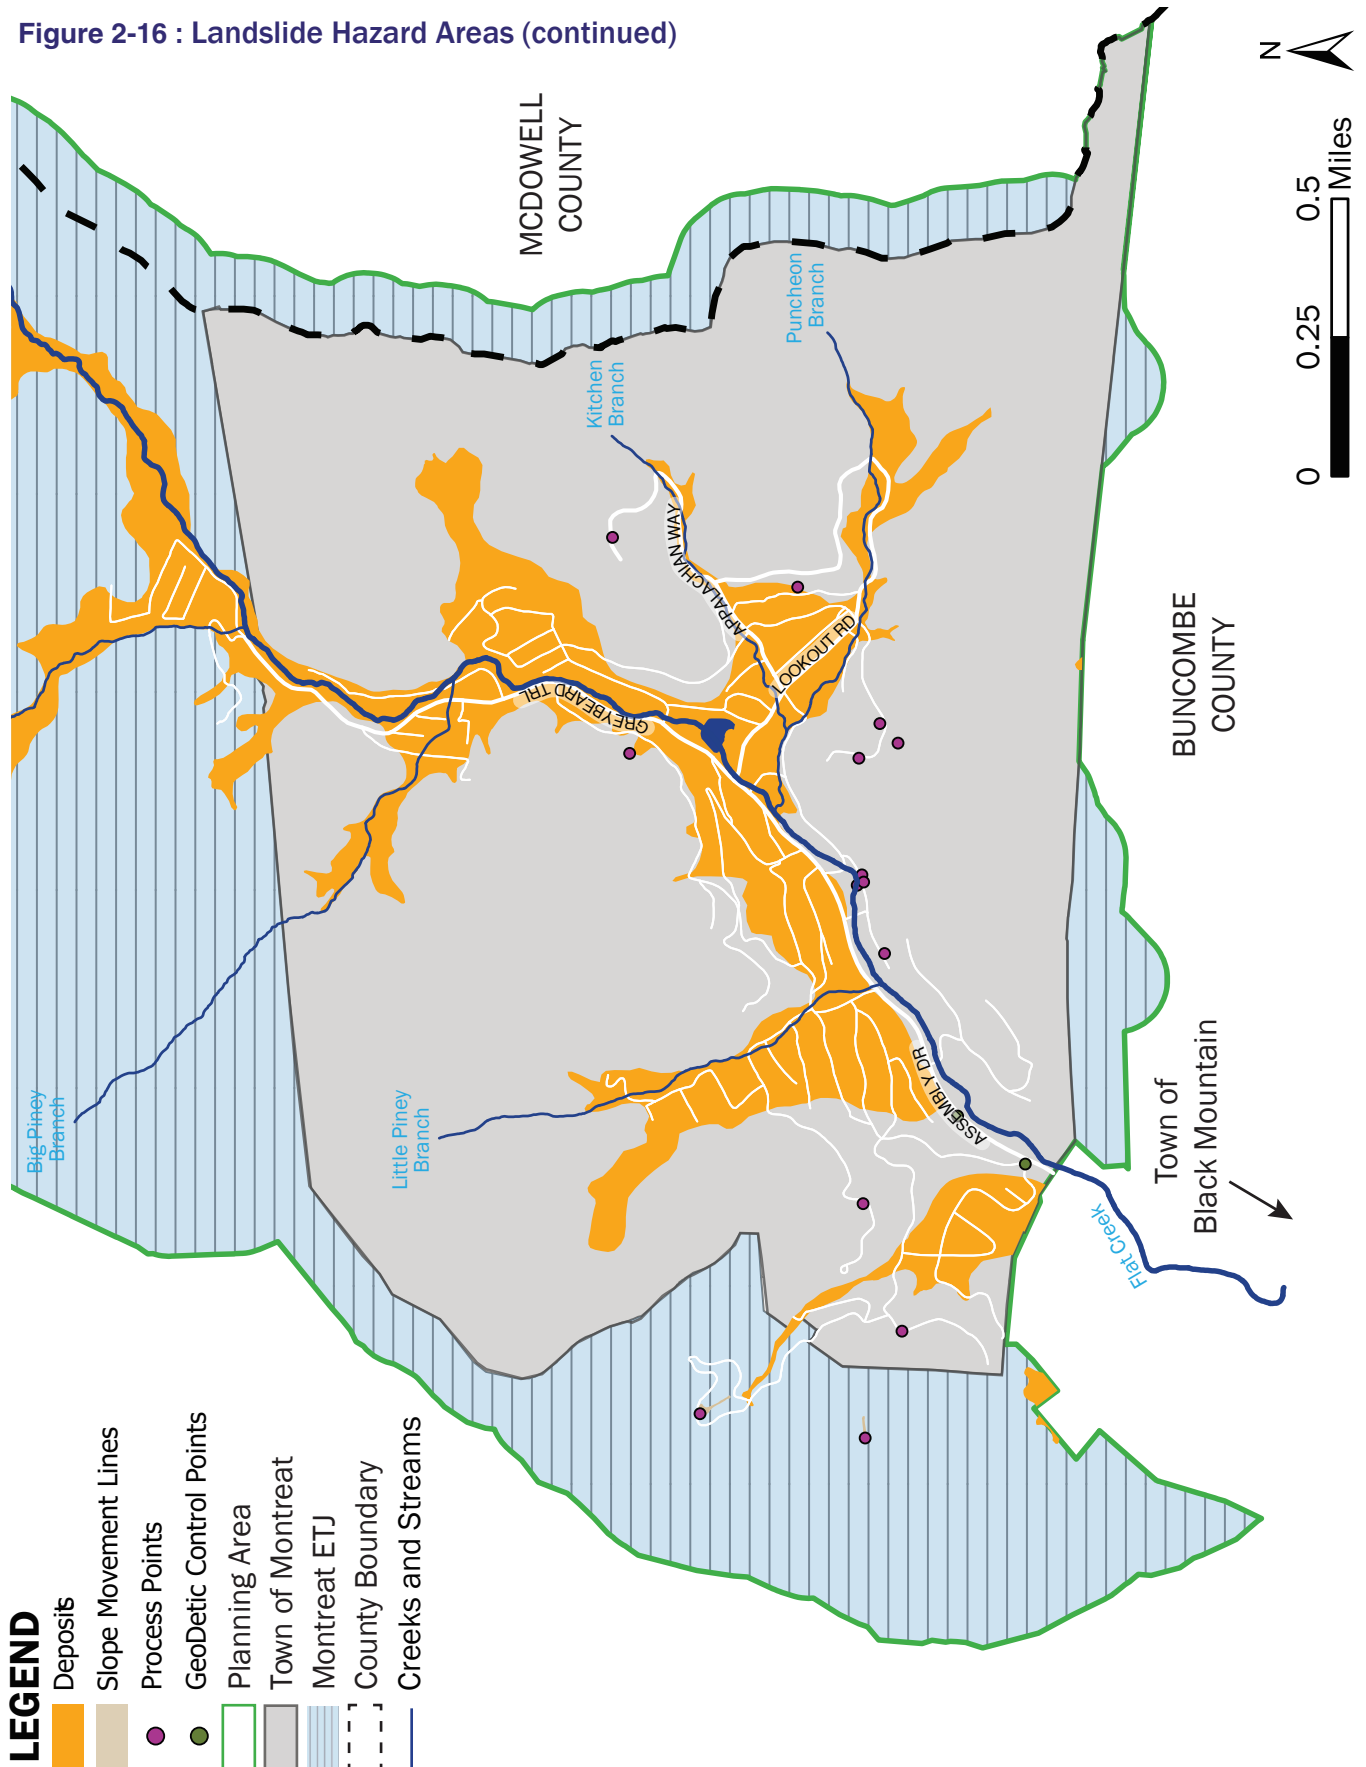 Figure 2-16 : Landslide Hazard Areas (continued)
N
MCDOWELL
COUNTY
Puncheon
Branch
Kitchen
Branch
APPALACHIAN WAY
LOOKOUT RD
GREYBEARD TRL
BUNCOMBE
COUNTY
0
0.25
0.5
Miles
Big Piney
Branch
Little Piney
Branch
ASSEMBLY DR
Town of
Black Mountain
Flat Creek
LEGEND
Deposits
Slope Movement Lines
Process Points
GeoDetic Control Points
Planning Area
Town of Montreat
Montreat ETJ
County Boundary
Creeks and Streams